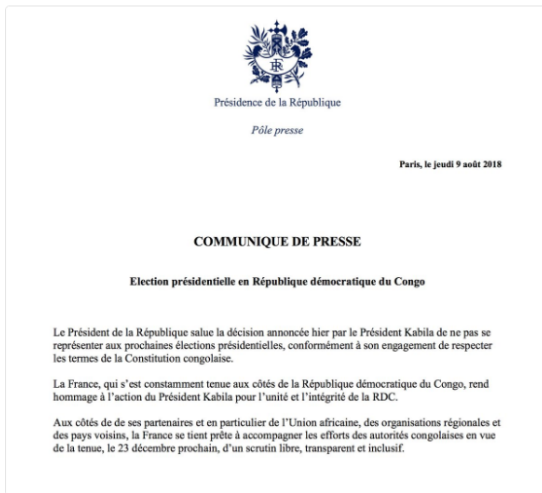 RF
Présidence de la République
Pôle presse
Paris, le jeudi 9 août 2018
COMMUNIQUE DE PRESSE
Election présidentielle en République démocratique du Congo
Le Président de la République salue la décision annoncée hier par le Président Kabila de ne pas se
représenter aux prochaines élections présidentielles, conformément à son engagement de respecter
les termes de la Constitution congolaise.
La France, qui s'est constamment tenue aux côtés de la République démocratique du Congo, rend
hommage à l'action du Président Kabila pour l'unité et l'intégrité de la RDC.
Aux côtés de de ses partenaires et en particulier de l'Union africaine, des organisations régionales et
des pays voisins, la France se tient prête à accompagner les efforts des autorités congolaises en vue
de la tenue, le 23 décembre prochain, d'un scrutin libre, transparent et inclusif.